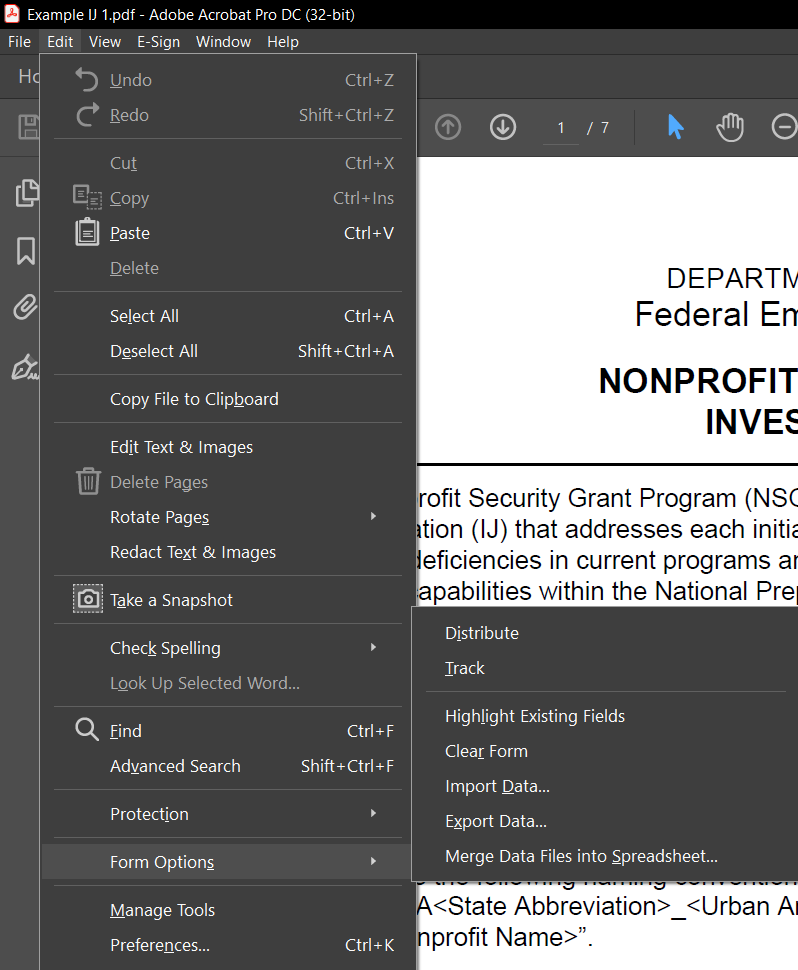 Example IJ 1.pdf - Adobe Acrobat Pro DC (32-bit)
File Edit View E-Sign Window Help
Undo Ctrl+Z
Redo Shift+Ctrl+Z
1 / 7
Cut Ctrl+X
Copy Ctrl+Ins
Paste Ctrl+V
Delete
Select All Ctrl+A
Deselect All Shift+Ctrl+A
Copy File to Clipboard
Edit Text & Images
Delete Pages
Rotate Pages
Redact Text & Images
Take a Snapshot
Check Spelling
Look Up Selected Word...
Find Ctrl+F
Advanced Search Shift+Ctrl+F
Protection
Form Options
Manage Tools
Preferences... Ctrl+K
Distribute
Track
Highlight Existing Fields
Clear Form
Import Data...
Export Data...
Merge Data Files into Spreadsheet...
DEPARTM
Federal Em
NONPROFIT
INVES
rofit Security Grant Program (NSG
ation (IJ) that addresses each initia
deficiencies in current programs an
apabilities within the National Prep
the following naming convention
A<State Abbreviation>_<Urban Ar
nprofit Name>”.